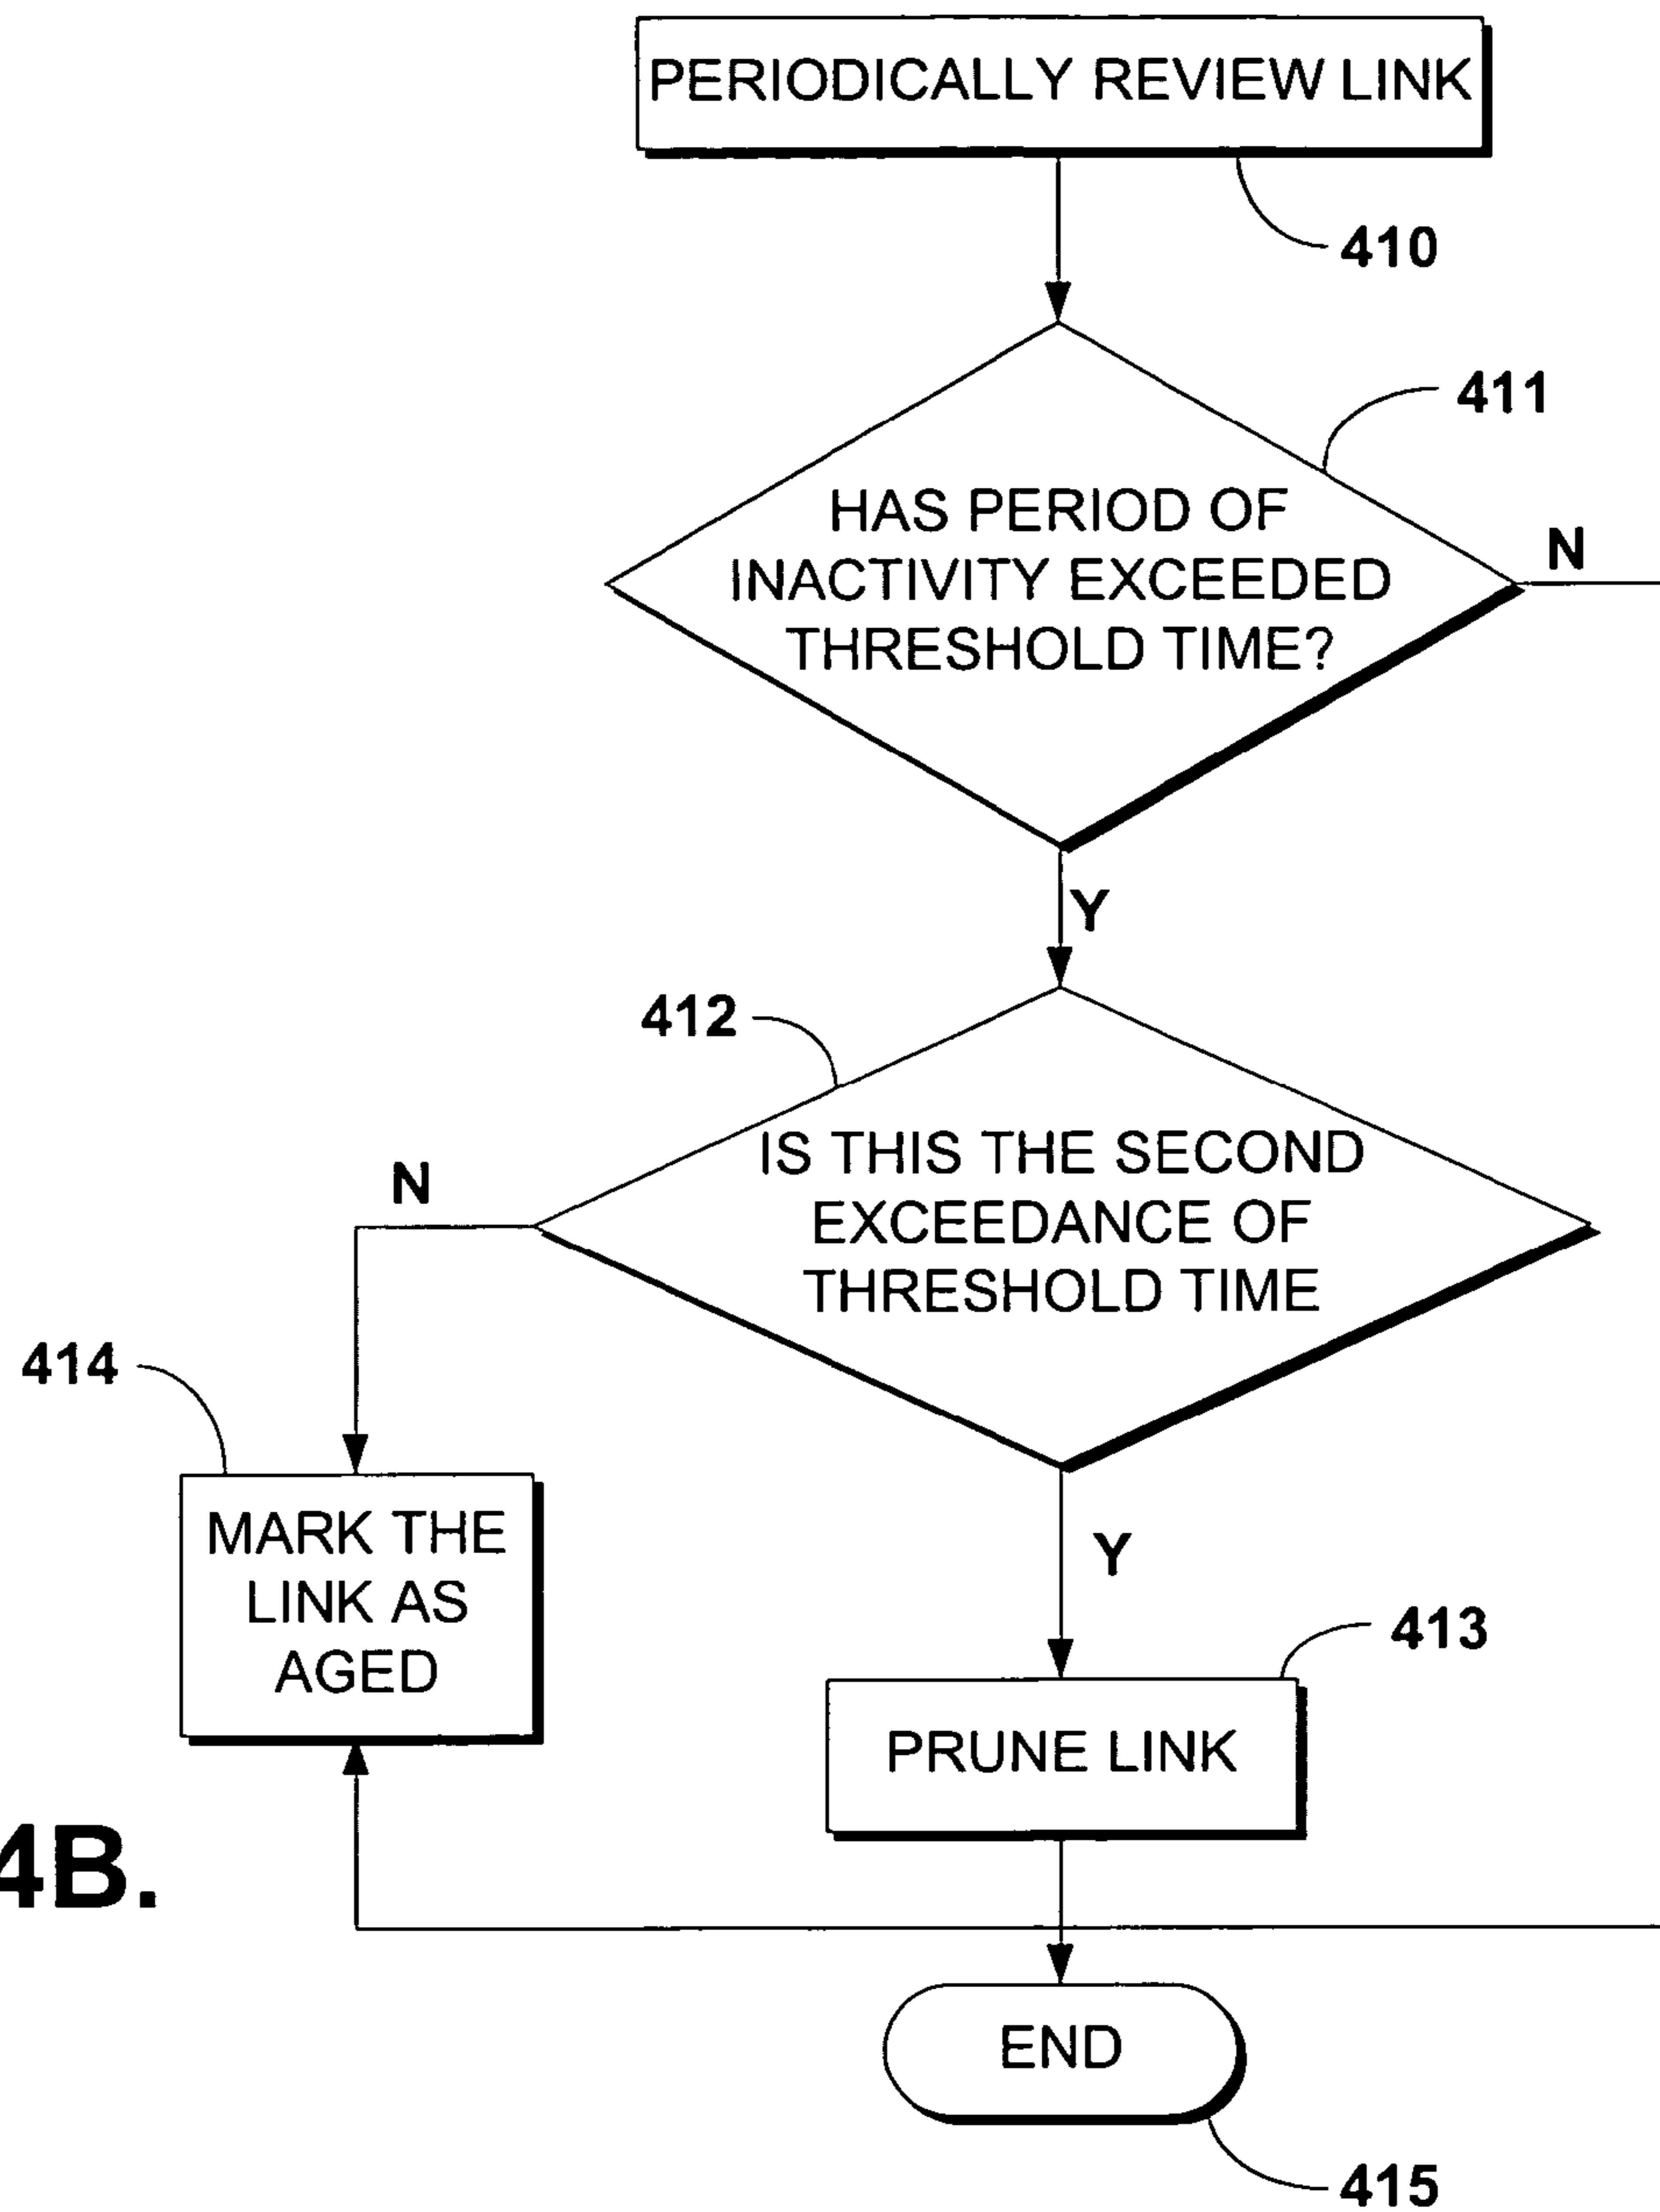 PERIODICALLY REVIEW LINK
410
411
HAS PERIOD OF
INACTIVITY EXCEEDED
THRESHOLD TIME?
N
Y
412
IS THIS THE SECOND
EXCEEDANCE OF
THRESHOLD TIME
N
414
MARK THE
LINK AS
AGED
Y
413
PRUNE LINK
4B.
END
415